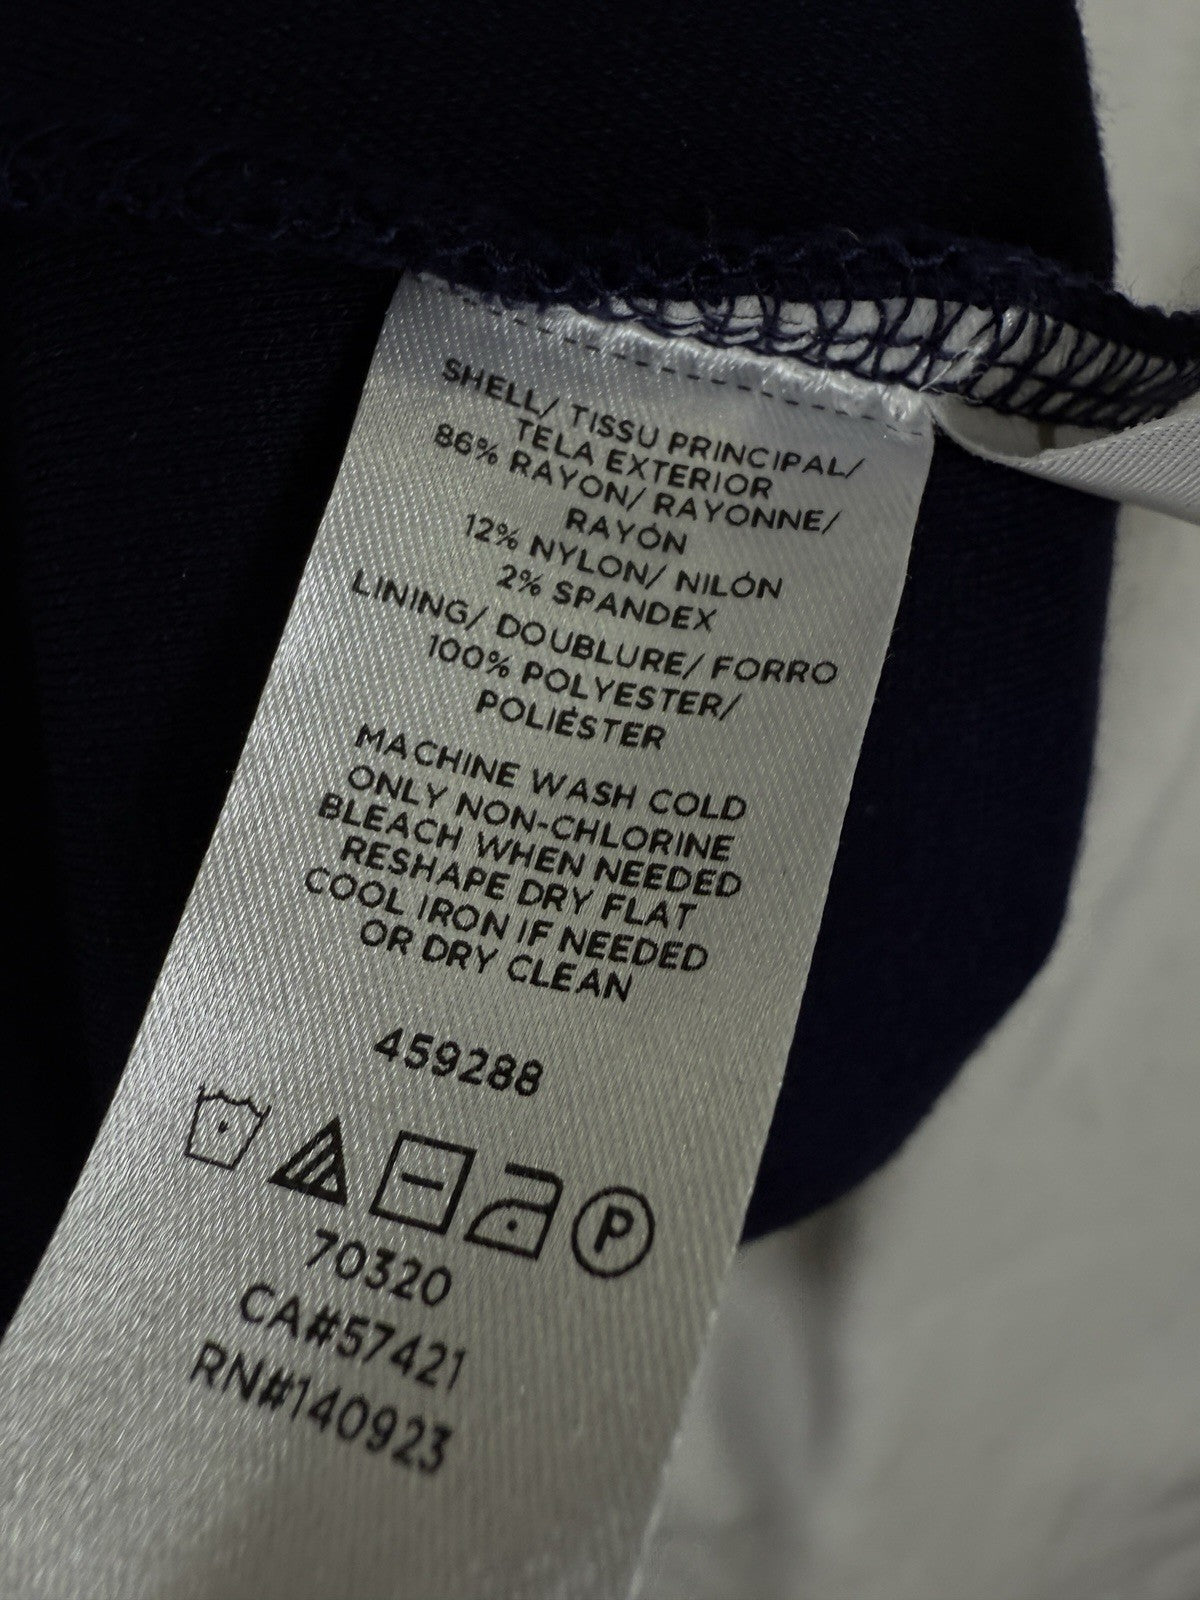 SHELL/ TISSU PRINCIPAL/
TELA EXTERIOR
86% RAYON/ RAYONNE/
RAYÓN
12% NYLON/ NILÓN
2% SPANDEX
LINING/ DOUBLURE/ FORRO
100% POLYESTER/
POLIÉSTER
MACHINE WASH COLD
ONLY NON-CHLORINE
BLEACH WHEN NEEDED
RESHAPE DRY FLAT
COOL IRON IF NEEDED
OR DRY CLEAN
459288
P
70320
CA#57421
RN#140923